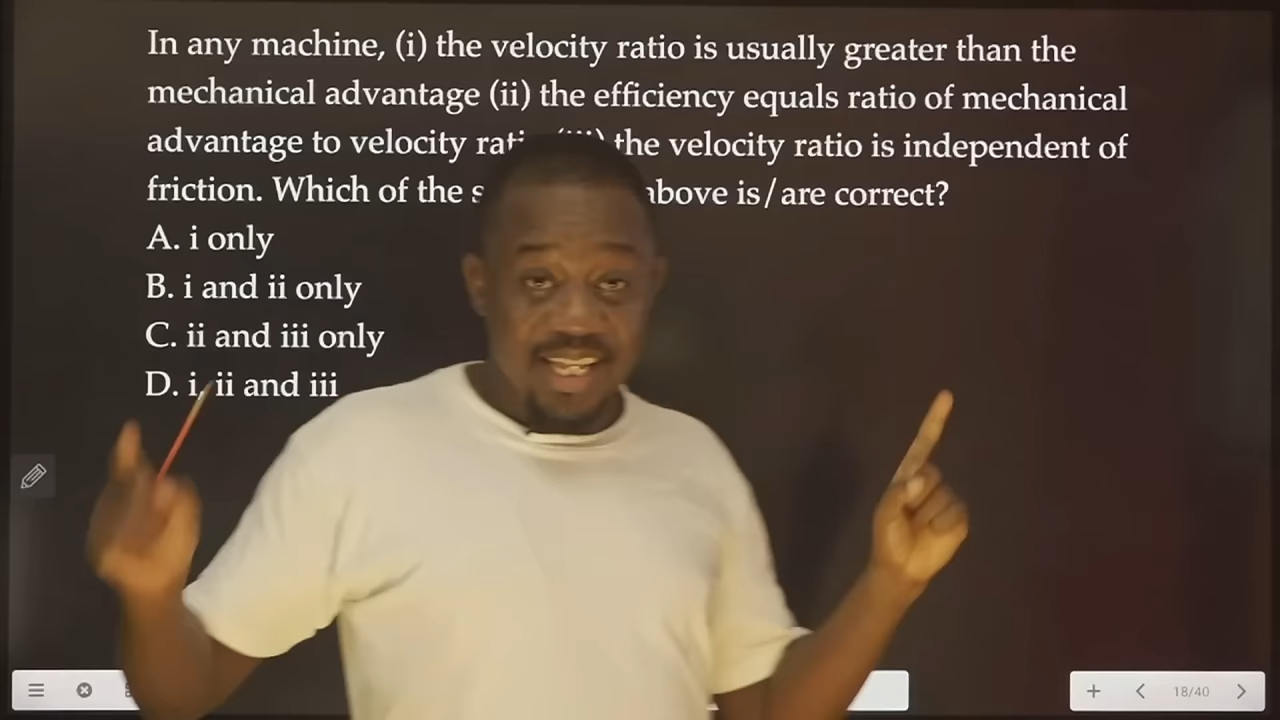 In any machine, (i) the velocity ratio is usually greater than the
mechanical advantage (ii) the efficiency equals ratio of mechanical
advantage to velocity (iii) the velocity ratio is independent of
friction. Which of the above is/are correct?
A. i only
B. i and ii only
C. ii and iii only
D. i, ii and iii
18/40